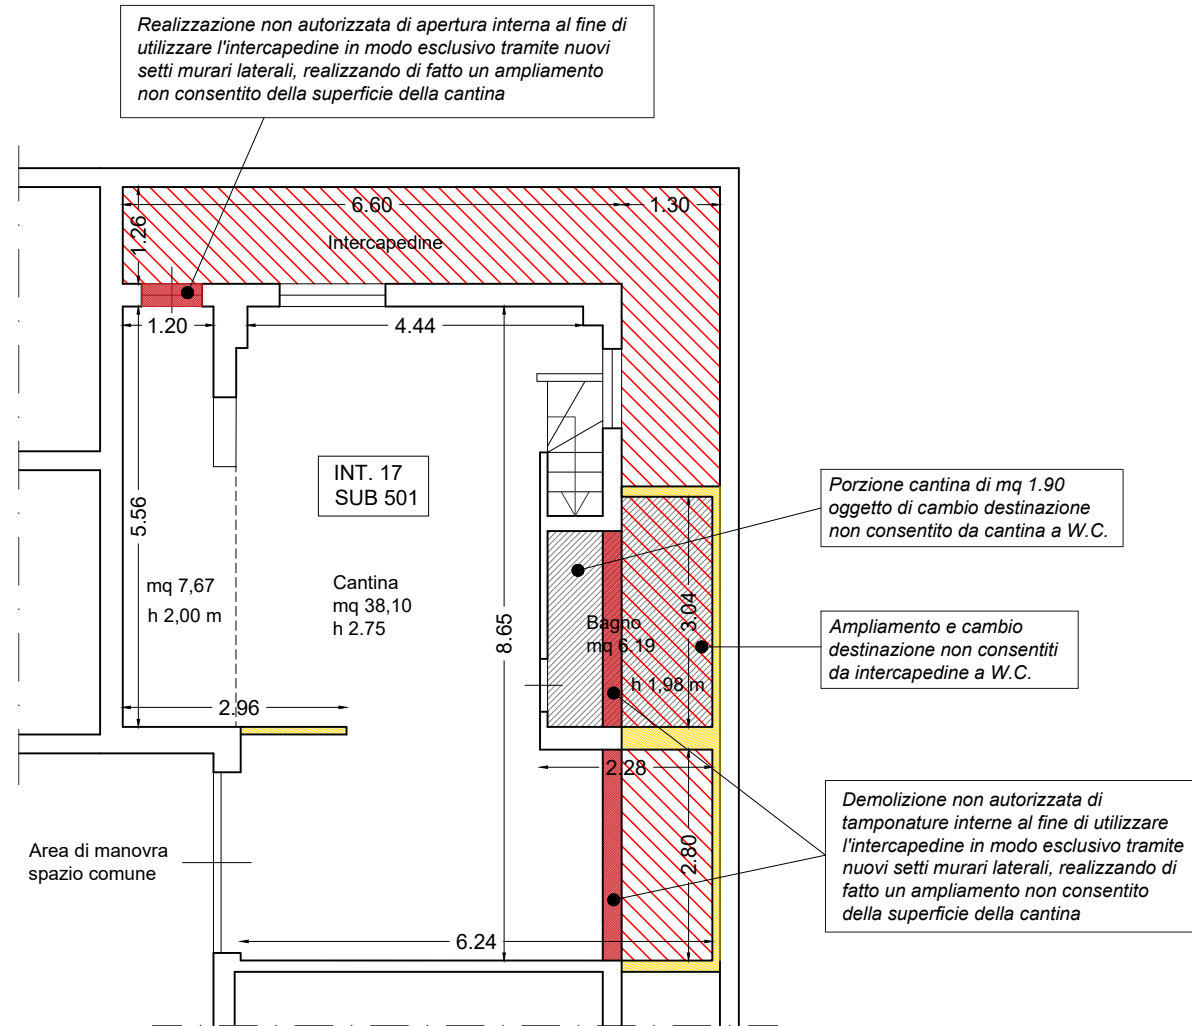 Realizzazione non autorizzata di apertura interna al fine di
utilizzare l'intercapedine in modo esclusivo tramite nuovi
setti murari laterali, realizzando di fatto un ampliamento
non consentito della superficie della cantina
6.60
1.30
1.26
Intercapedine
1.20
4.44
INT. 17
SUB 501
5.56
Porzione cantina di mq 1.90
oggetto di cambio destinazione
non consentito da cantina a W.C.
mq 7,67
h 2,00 m
Cantina
mq 38,10
h 2.75
8.65
Bagno
mq 6.19
h 1,98 m
3.04
Ampliamento e cambio
destinazione non consentiti
da intercapedine a W.C.
2.96
2.28
Demolizione non autorizzata di
tamponature interne al fine di utilizzare
l'intercapedine in modo esclusivo tramite
nuovi setti murari laterali, realizzando di
fatto un ampliamento non consentito
della superficie della cantina
Area di manovra
spazio comune
2.80
6.24